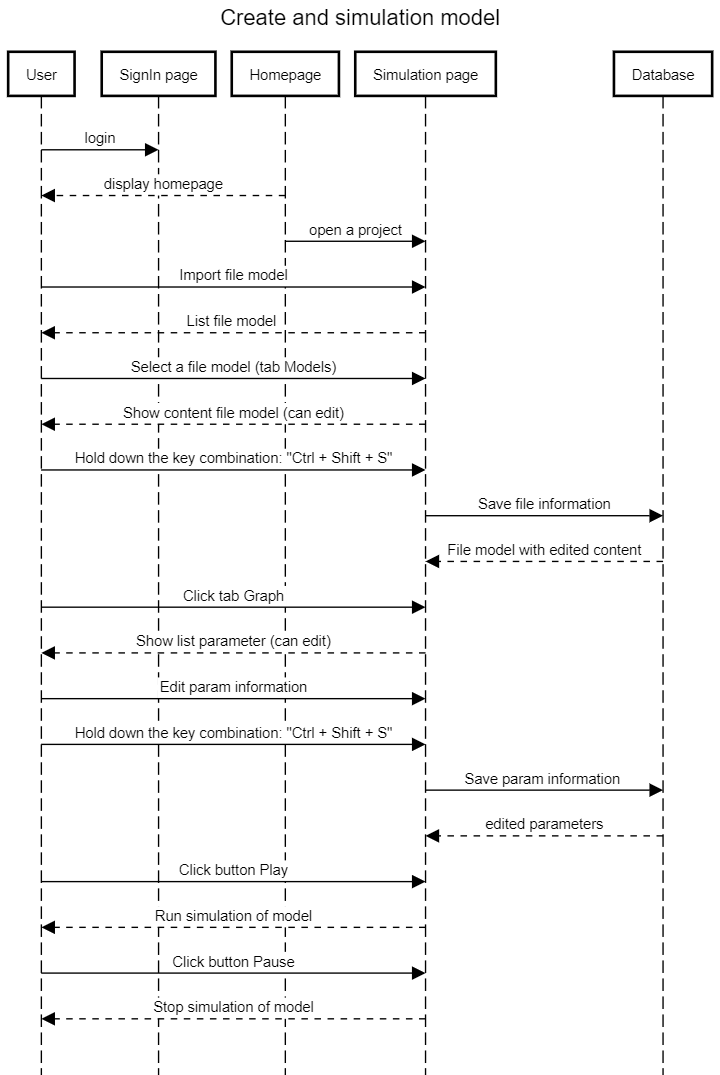 Create and simulation model
User
SignIn page
Homepage
Simulation page
Database
login
display homepage
open a project
Import file model
List file model
Select a file model (tab Models)
Show content file model (can edit)
Hold down the key combination: "Ctrl + Shift + S"
Save file information
File model with edited content
Click tab Graph
Show list parameter (can edit)
Edit param information
Hold down the key combination: "Ctrl + Shift + S"
Save param information
edited parameters
Click button Play
Run simulation of model
Click button Pause
Stop simulation of model